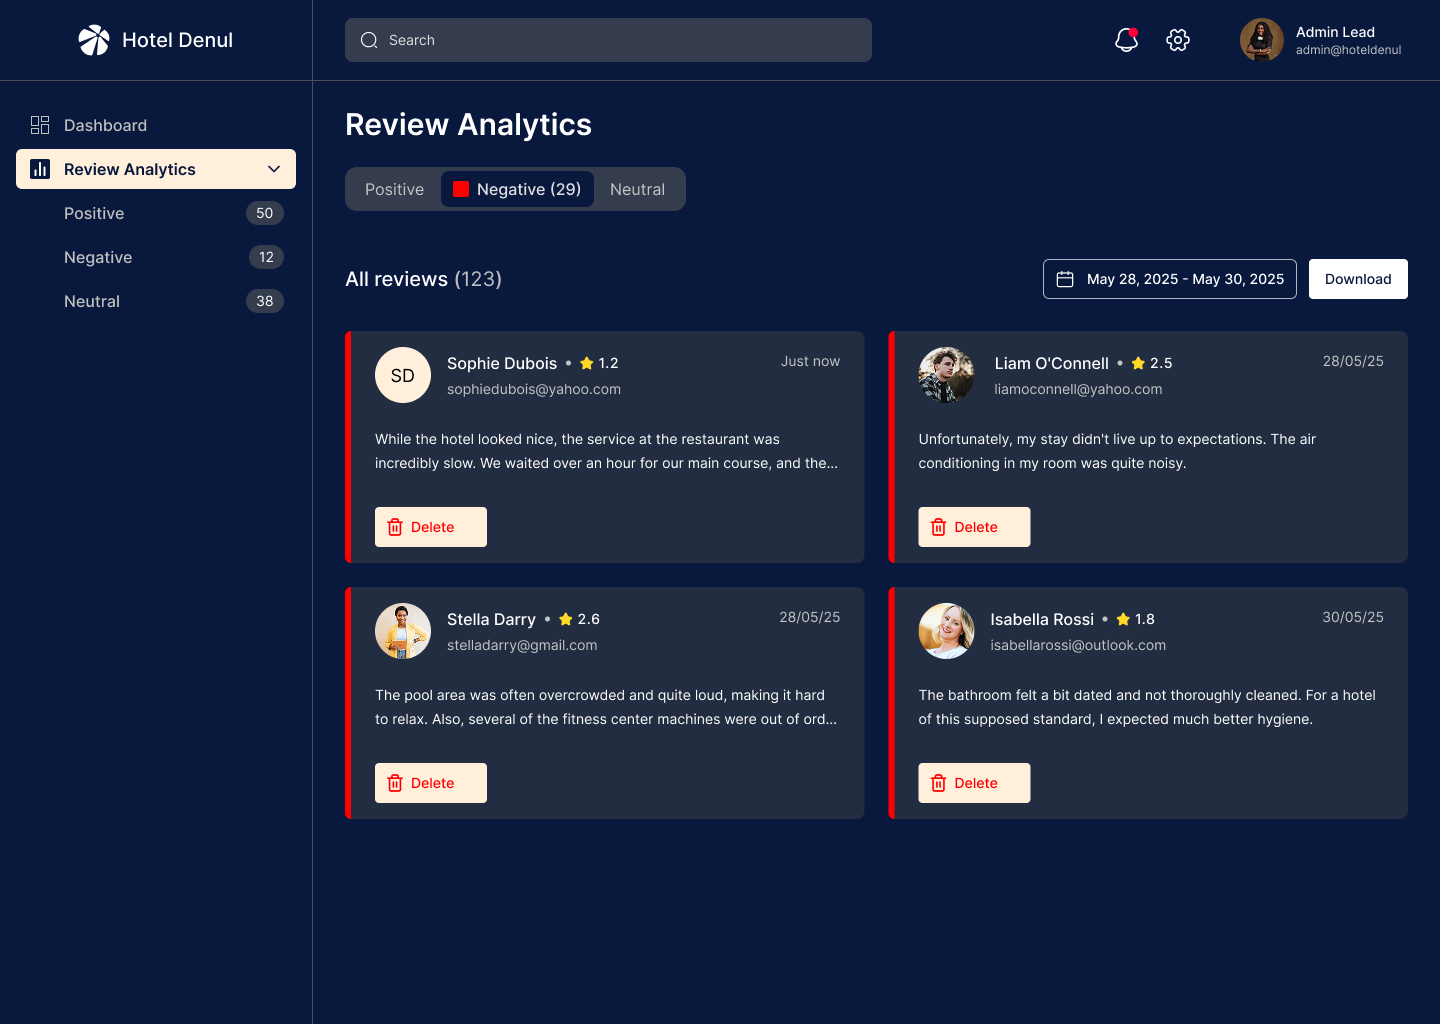 Hotel Denul
Search
Admin Lead
admin@hoteldenul
Dashboard
Review Analytics
Positive 50
Negative 12
Neutral 38
Review Analytics
Positive Negative (29) Neutral
All reviews (123)
May 28, 2025 - May 30, 2025
Download
SD
Sophie Dubois • 1.2
Just now
sophiedubois@yahoo.com
While the hotel looked nice, the service at the restaurant was
incredibly slow. We waited over an hour for our main course, and the...
Delete
Liam O'Connell • 2.5
28/05/25
liamoconnell@yahoo.com
Unfortunately, my stay didn't live up to expectations. The air
conditioning in my room was quite noisy.
Delete
Stella Darry • 2.6
28/05/25
stelladarry@gmail.com
The pool area was often overcrowded and quite loud, making it hard
to relax. Also, several of the fitness center machines were out of ord...
Delete
Isabella Rossi • 1.8
30/05/25
isabellarossi@outlook.com
The bathroom felt a bit dated and not thoroughly cleaned. For a hotel
of this supposed standard, I expected much better hygiene.
Delete